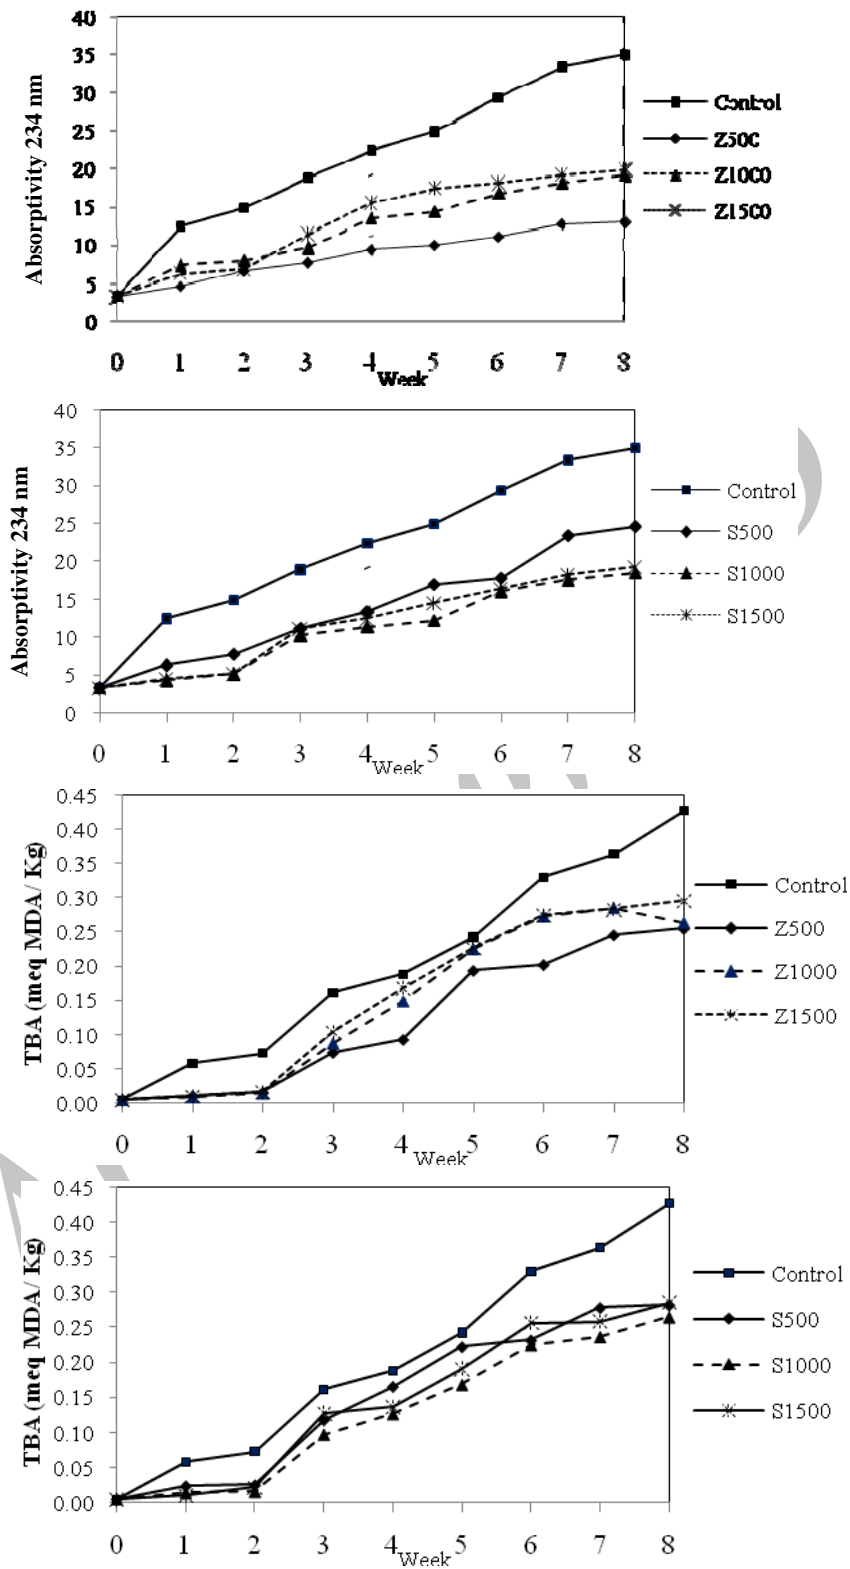 40
35
30
25
20
15
10
5
0
Absorptivity 234 nm
0 1 2 3 4 5 6 7 8
Week
Control
Z500
Z1000
Z1500
40
35
30
25
20
15
10
5
0
Absorptivity 234 nm
0 1 2 3 4 5 6 7 8
Week
Control
S500
S1000
S1500
0.45
0.40
0.35
0.30
0.25
0.20
0.15
0.10
0.05
0.00
TBA (meq MDA/ Kg)
0 1 2 3 4 5 6 7 8
Week
Control
Z500
Z1000
Z1500
0.45
0.40
0.35
0.30
0.25
0.20
0.15
0.10
0.05
0.00
TBA (meq MDA/ Kg)
0 1 2 3 4 5 6 7 8
Week
Control
S500
S1000
S1500